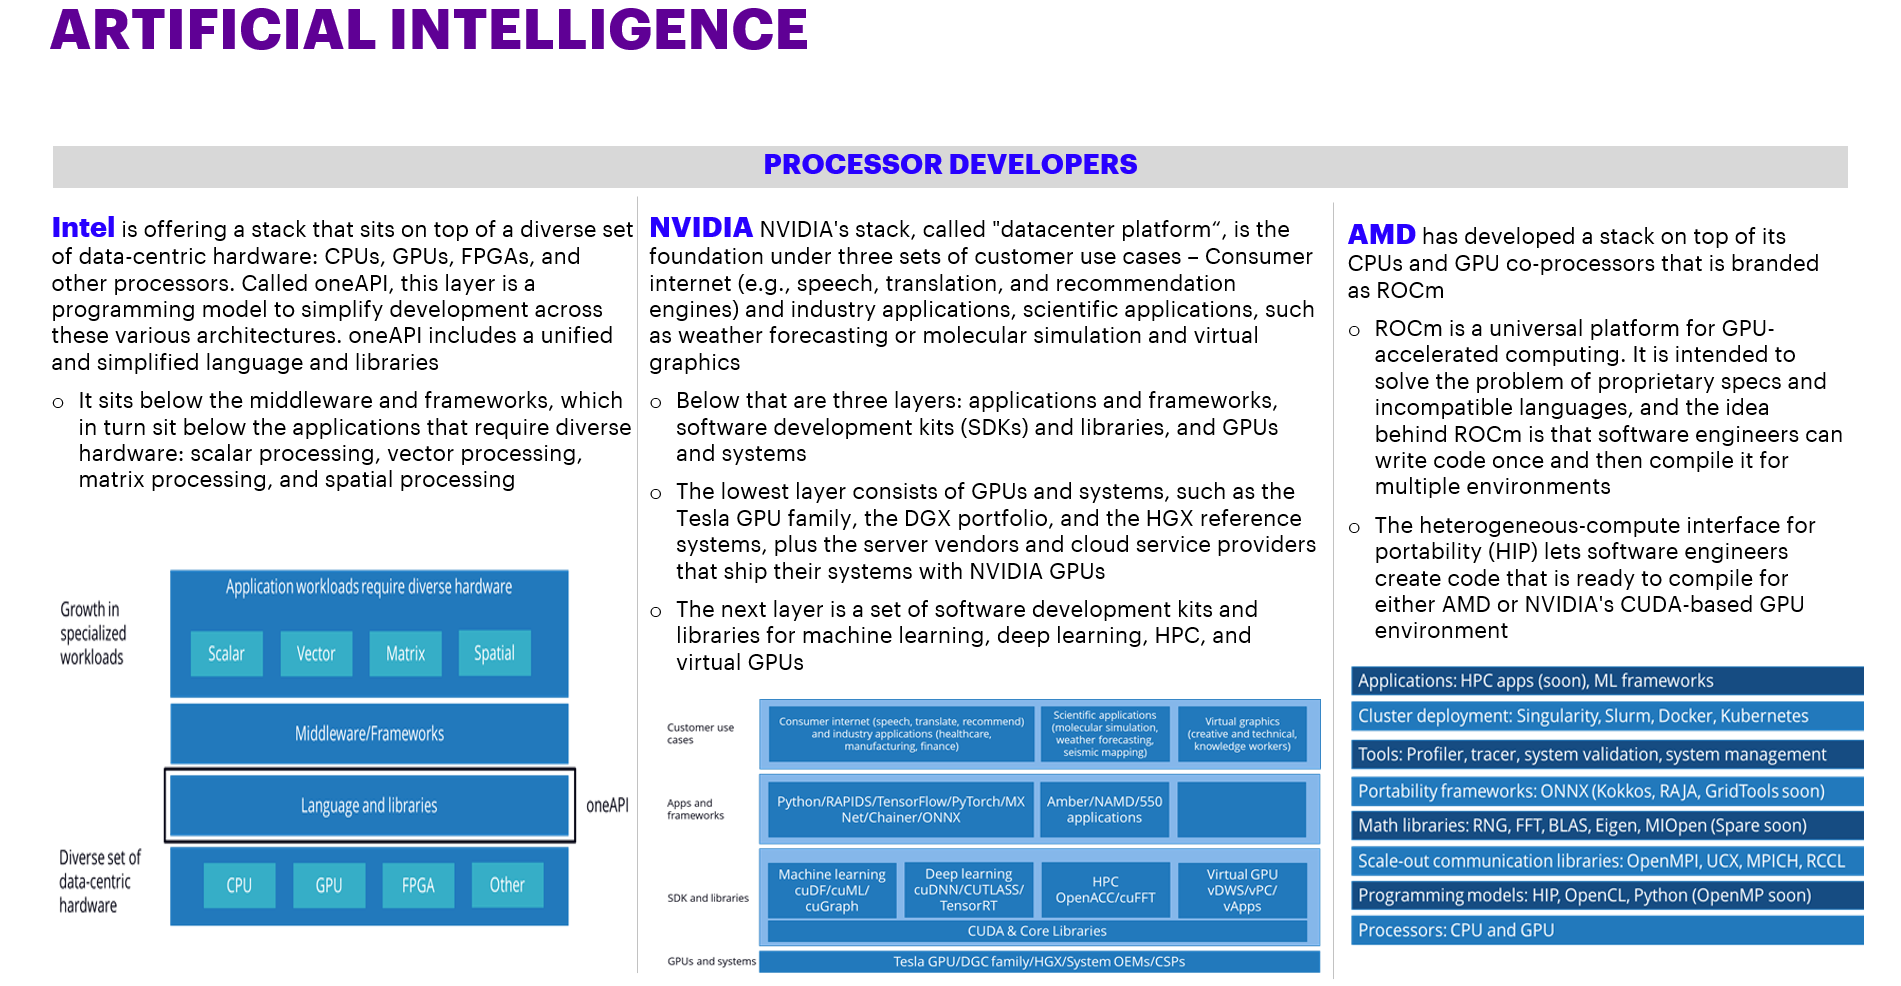 ARTIFICIAL INTELLIGENCE
PROCESSOR DEVELOPERS
Intel is offering a stack that sits on top of a diverse set
of data-centric hardware: CPUs, GPUs, FPGAs, and
other processors. Called oneAPI, this layer is a
programming model to simplify development across
these various architectures. oneAPI includes a unified
and simplified language and libraries
o It sits below the middleware and frameworks, which
in turn sit below the applications that require diverse
hardware: scalar processing, vector processing,
matrix processing, and spatial processing
Growth in
specialized
workloads
Application workloads require diverse hardware
Scalar Vector Matrix Spatial
Middleware/Frameworks
Language and libraries
oneAPI
Diverse set of
data-centric
hardware
CPU GPU FPGA Other
NVIDIA NVIDIA's stack, called "datacenter platform“, is the
foundation under three sets of customer use cases – Consumer
internet (e.g., speech, translation, and recommendation
engines) and industry applications, scientific applications, such
as weather forecasting or molecular simulation and virtual
graphics
o Below that are three layers: applications and frameworks,
software development kits (SDKs) and libraries, and GPUs
and systems
o The lowest layer consists of GPUs and systems, such as the
Tesla GPU family, the DGX portfolio, and the HGX reference
systems, plus the server vendors and cloud service providers
that ship their systems with NVIDIA GPUs
o The next layer is a set of software development kits and
libraries for machine learning, deep learning, HPC, and
virtual GPUs
Customer use
cases
Consumer internet (speech, translate, recommend)
and industry applications (healthcare,
manufacturing, finance)
Scientific applications
(molecular simulation,
weather forecasting,
seismic mapping)
Virtual graphics
(creative and technical,
knowledge workers)
Apps and
frameworks
Python/RAPIDS/TensorFlow/PyTorch/MX
Net/Chainer/ONNX
Amber/NAMD/550
applications
SDK and libraries
Machine learning
cuDF/cuML/
cuGraph
Deep learning
cuDNN/CUTLASS/
TensorRT
HPC
OpenACC/cuFFT
Virtual GPU
vDWS/vPC/
vApps
CUDA & Core Libraries
GPUs and systems
Tesla GPU/DGC family/HGX/System OEMs/CSPs
AMD has developed a stack on top of its
CPUs and GPU co-processors that is branded
as ROCm
o ROCm is a universal platform for GPU-
accelerated computing. It is intended to
solve the problem of proprietary specs and
incompatible languages, and the idea
behind ROCm is that software engineers can
write code once and then compile it for
multiple environments
o The heterogeneous-compute interface for
portability (HIP) lets software engineers
create code that is ready to compile for
either AMD or NVIDIA's CUDA-based GPU
environment
Applications: HPC apps (soon), ML frameworks
Cluster deployment: Singularity, Slurm, Docker, Kubernetes
Tools: Profiler, tracer, system validation, system management
Portability frameworks: ONNX (Kokkos, RAJA, GridTools soon)
Math libraries: RNG, FFT, BLAS, Eigen, MIOpen (Spare soon)
Scale-out communication libraries: OpenMPI, UCX, MPICH, RCCL
Programming models: HIP, OpenCL, Python (OpenMP soon)
Processors: CPU and GPU